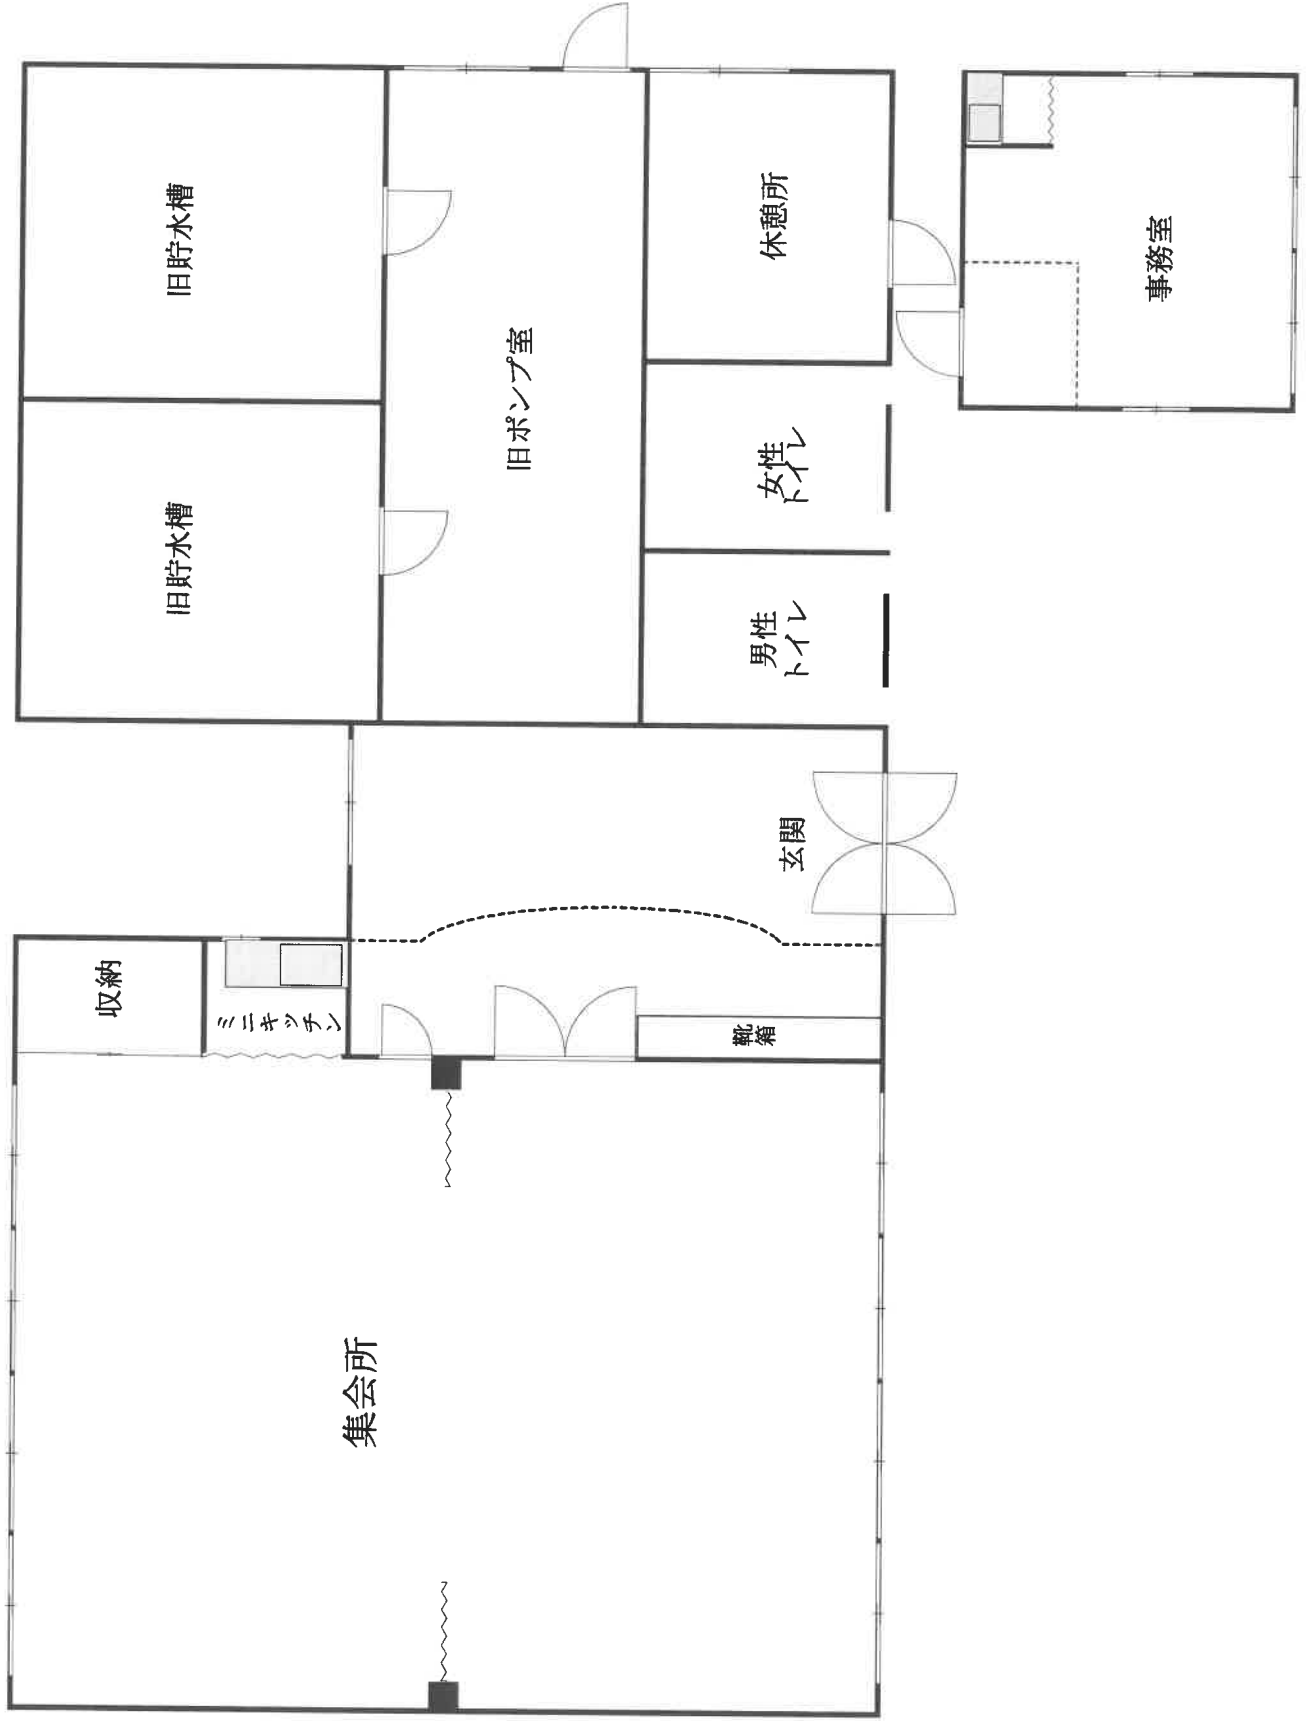 旧貯水槽
旧貯水槽
旧ポンプ室
休憩所
女性
トイレ
男性
トイレ
事務室
玄関
収納
ミニキッチン
靴箱
集会所